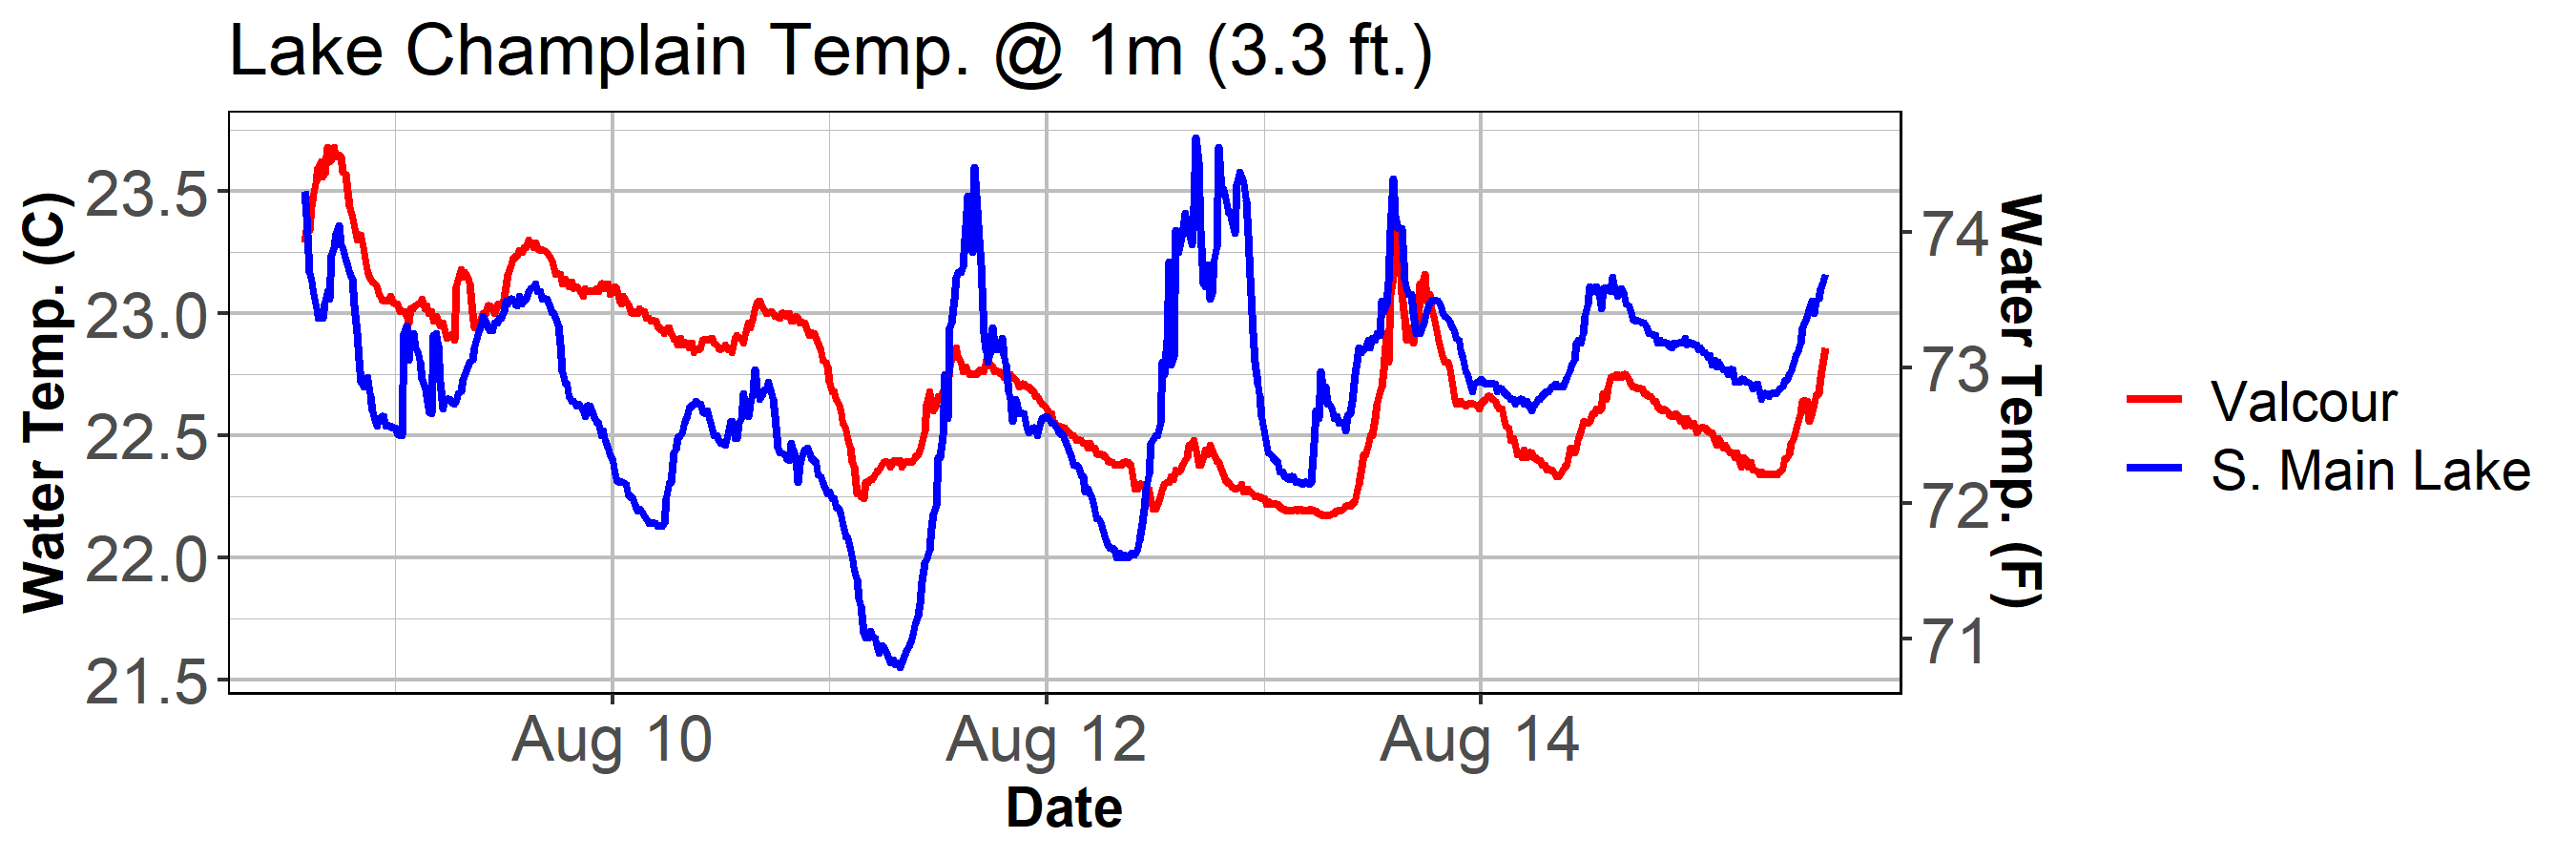 Lake Champlain Temp. @ 1m (3.3 ft.)
Water Temp. (C)
23.5
23.0
22.5
22.0
21.5
74
73
72
71
Water Temp. (F)
Aug 10 Aug 12 Aug 14
Date
Valcour
S. Main Lake